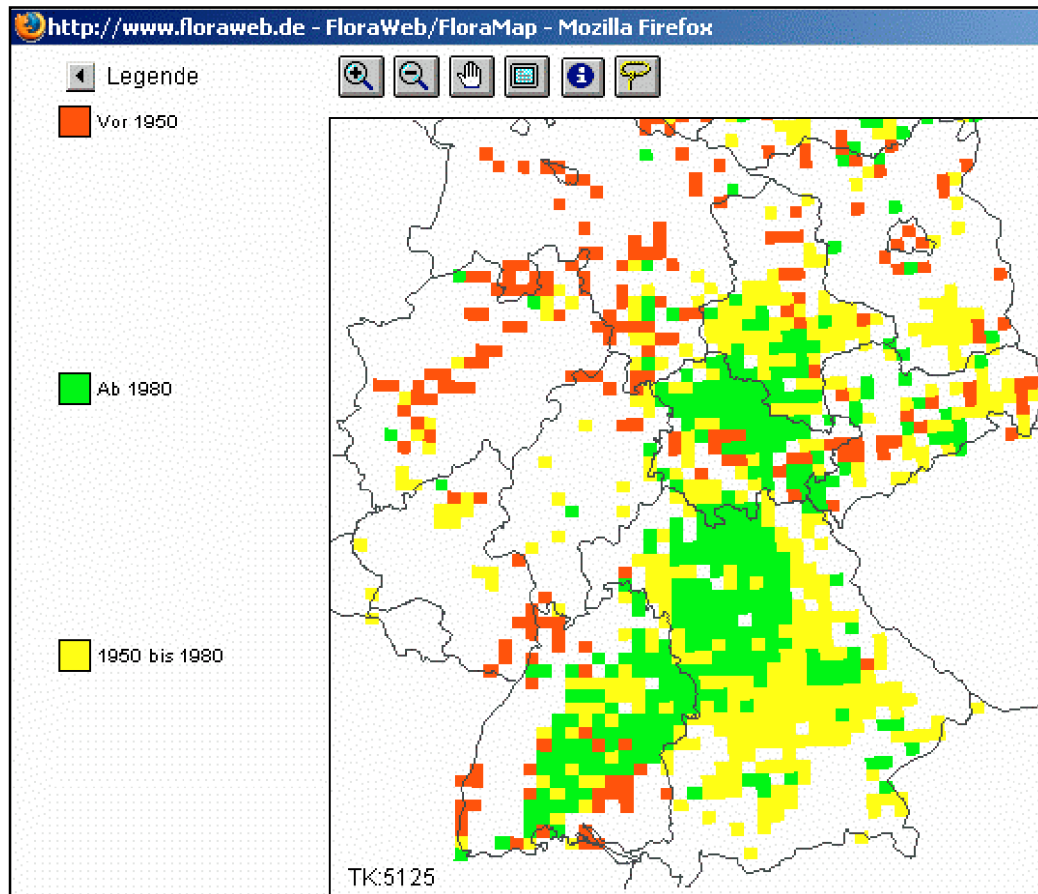 http://www.floraweb.de - FloraWeb/FloraMap - Mozilla Firefox
Legende
Vor 1950
Ab 1980
1950 bis 1980
TK:5125